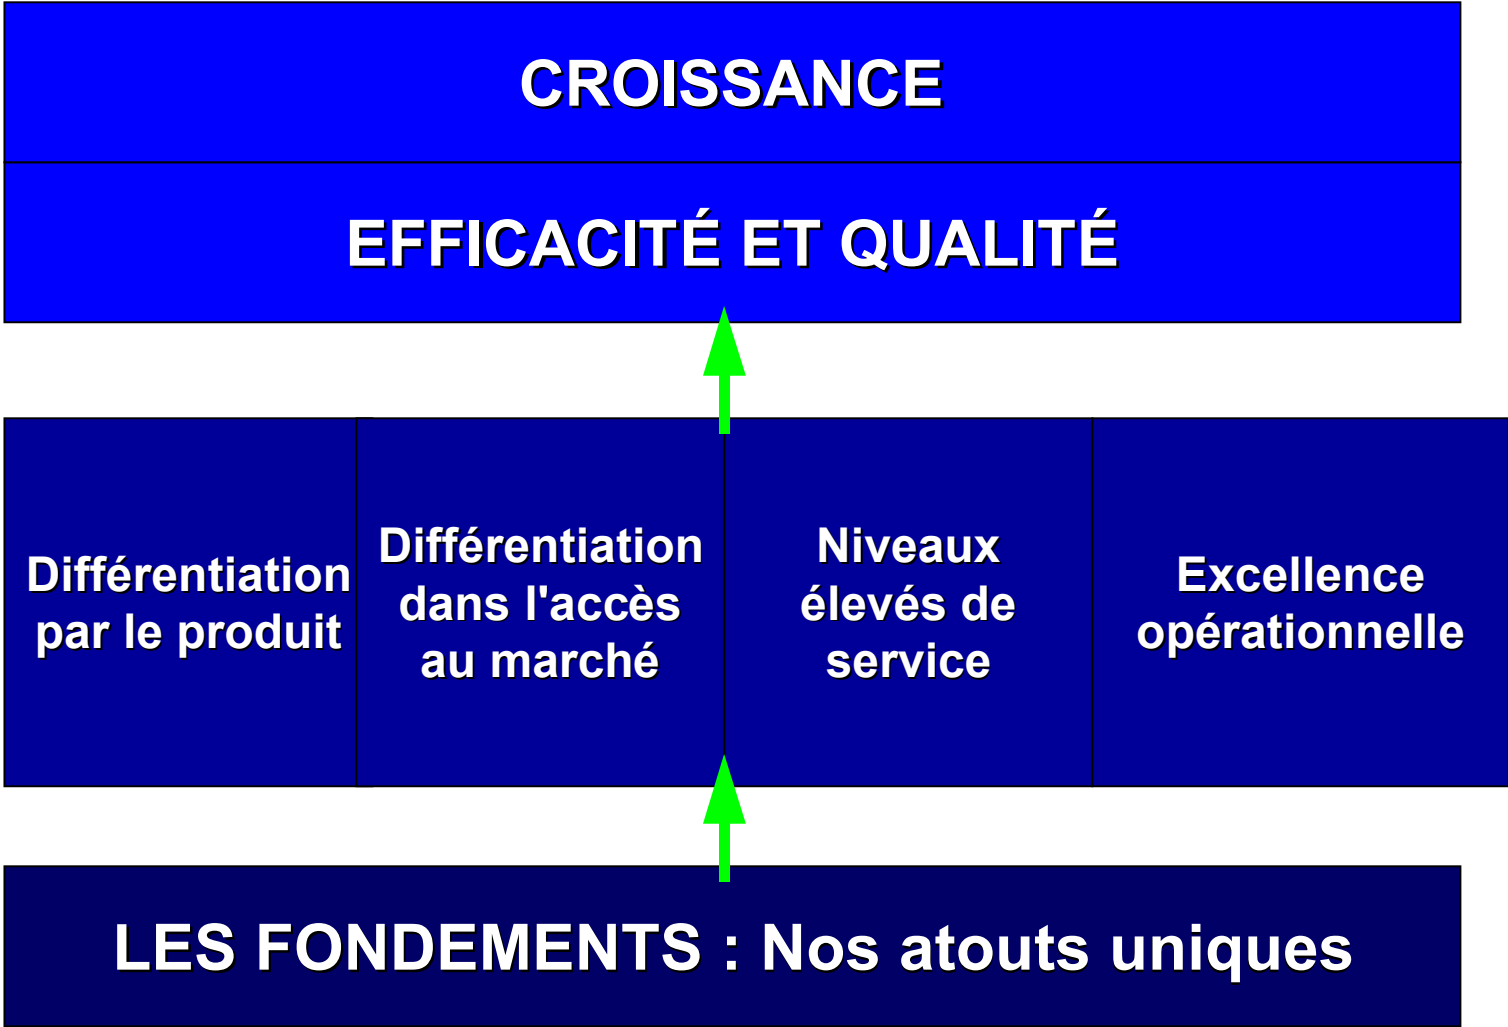 CROISSANCE
EFFICACITÉ ET QUALITÉ
Différentiation
par le produit
Différentiation
dans l'accès
au marché
Niveaux
élevés de
service
Excellence
opérationnelle
LES FONDEMENTS : Nos atouts uniques